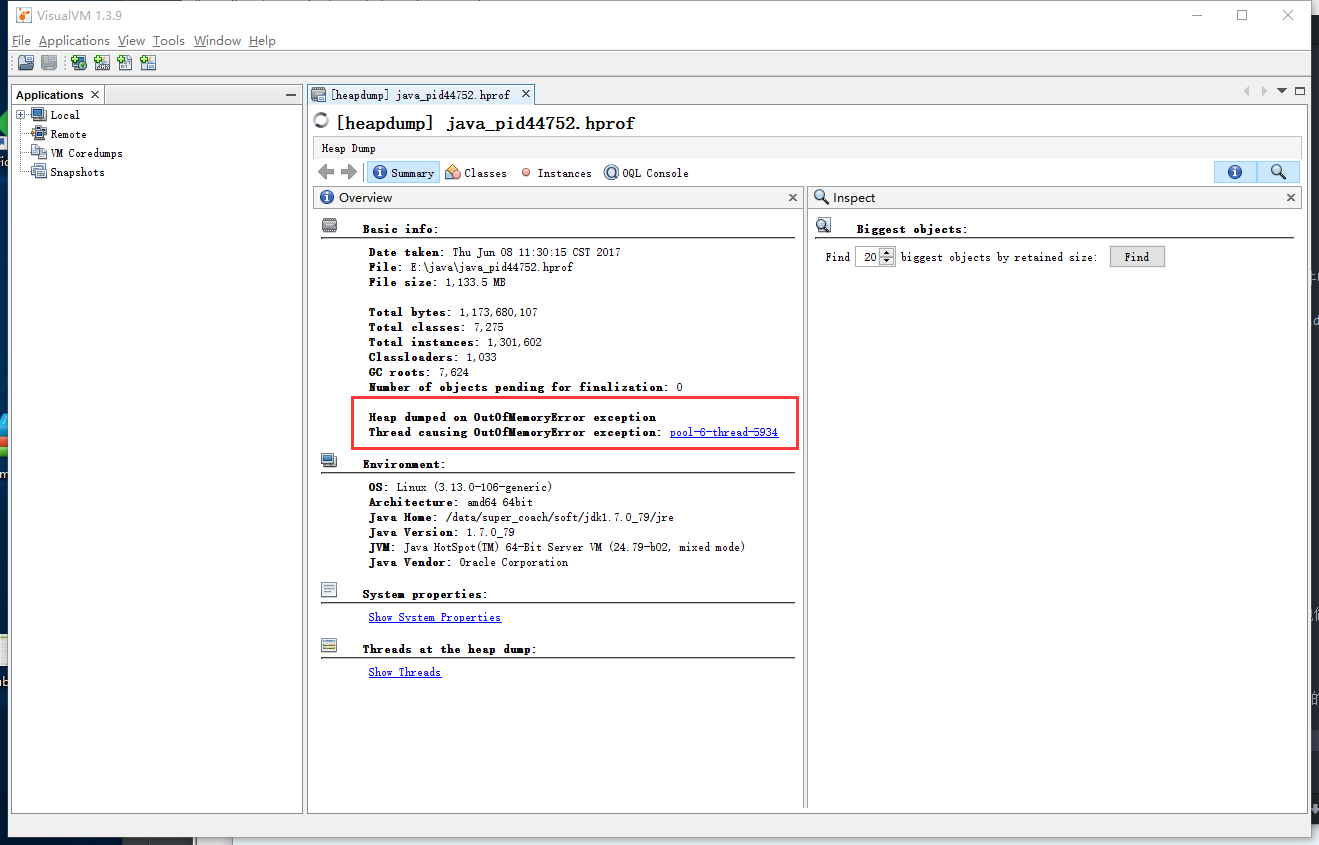 VisualVM 1.3.9
File Applications View Tools Window Help
Applications
Local
Remote
VM Coredumps
Snapshots
[heapdump] java_pid44752.hprof
[heapdump] java_pid44752.hprof
Heap Dump
Summary Classes Instances OQL Console
Overview
Basic info:
Date taken: Thu Jun 08 11:30:15 CST 2017
File: E:\java\java_pid44752.hprof
File size: 1,133.5 MB
Total bytes: 1,173,680,107
Total classes: 7,275
Total instances: 1,301,602
Classloaders: 1,033
GC roots: 7,624
Number of objects pending for finalization: 0
Heap dumped on OutOfMemoryError exception
Thread causing OutOfMemoryError exception: pool-6-thread-5934
Environment:
OS: Linux (3.13.0-106-generic)
Architecture: amd64 64bit
Java Home: /data/super_coach/soft/jdk1.7.0_79/jre
Java Version: 1.7.0_79
JVM: Java HotSpot(TM) 64-Bit Server VM (24.79-b02, mixed mode)
Java Vendor: Oracle Corporation
System properties:
Show System Properties
Threads at the heap dump:
Show Threads
Inspect
Biggest objects:
Find 20 biggest objects by retained size: Find